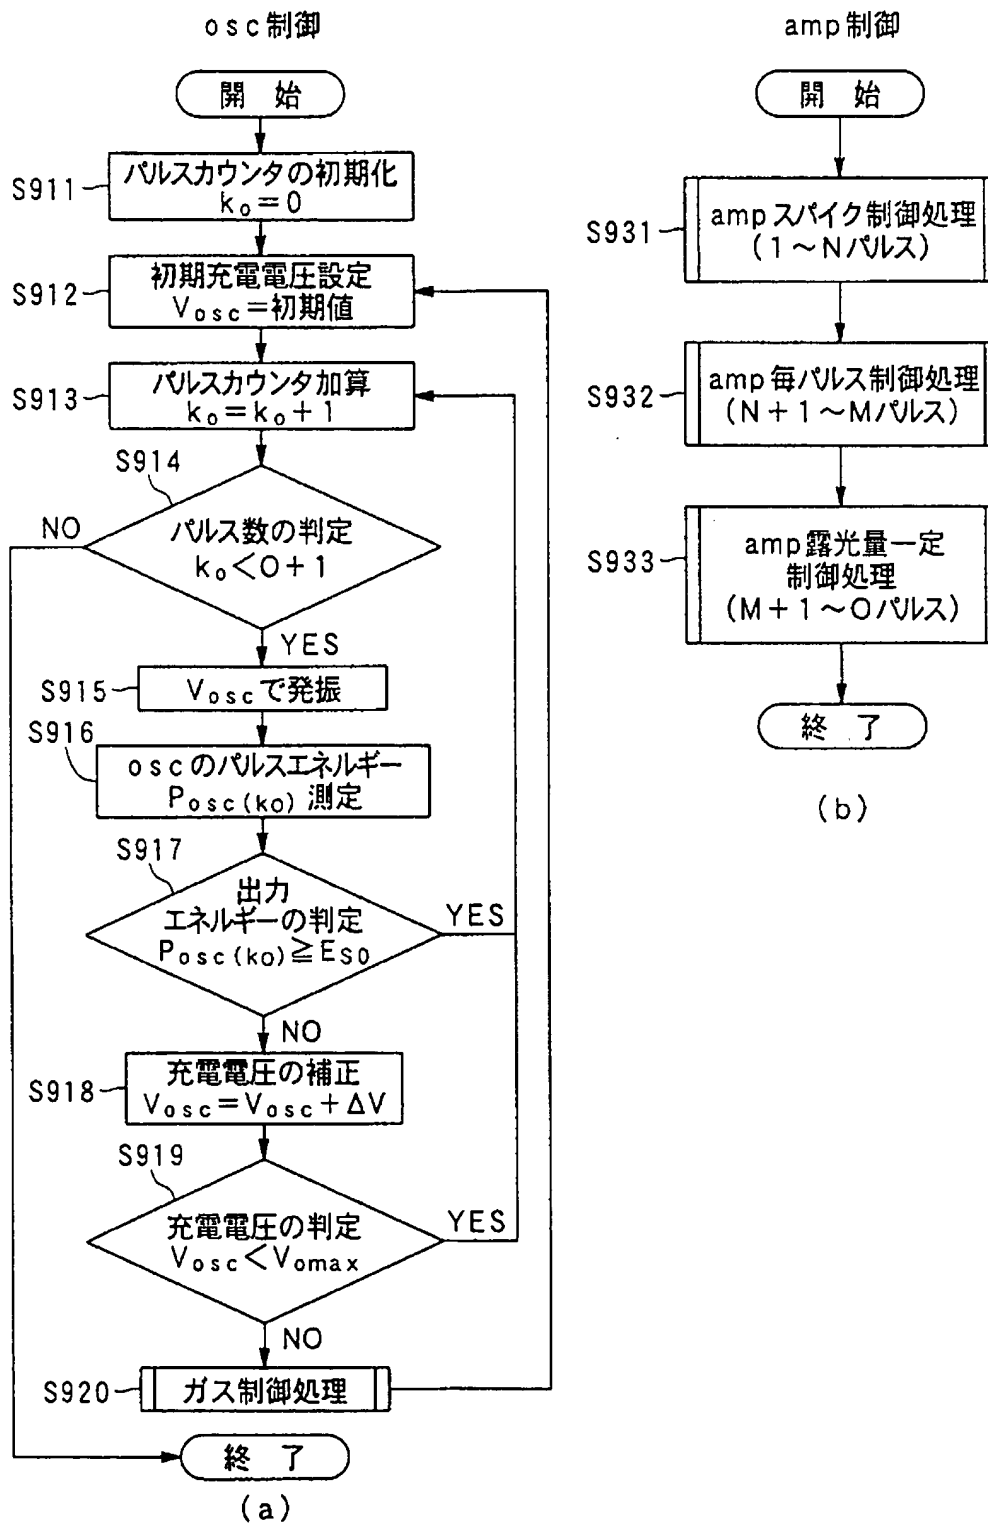 osc制御
開 始
S911
パルスカウンタの初期化
ko=0
S912
初期充電電圧設定
Vosc=初期値
S913
パルスカウンタ加算
ko=ko+1
S914
NO
パルス数の判定
ko<O+1
YES
S915
Voscで発振
S916
oscのパルスエネルギー
Posc(ko) 測定
S917
出力
エネルギーの判定
Posc(ko)≧ESO
YES
NO
S918
充電電圧の補正
Vosc=Vosc+ΔV
S919
充電電圧の判定
Vosc<Vomax
YES
NO
S920
ガス制御処理
終 了
(a)
amp制御
開 始
S931
ampスパイク制御処理
(1~Nパルス)
S932
amp毎パルス制御処理
(N+1~Mパルス)
S933
amp露光量一定
制御処理
(M+1~Oパルス)
終 了
(b)